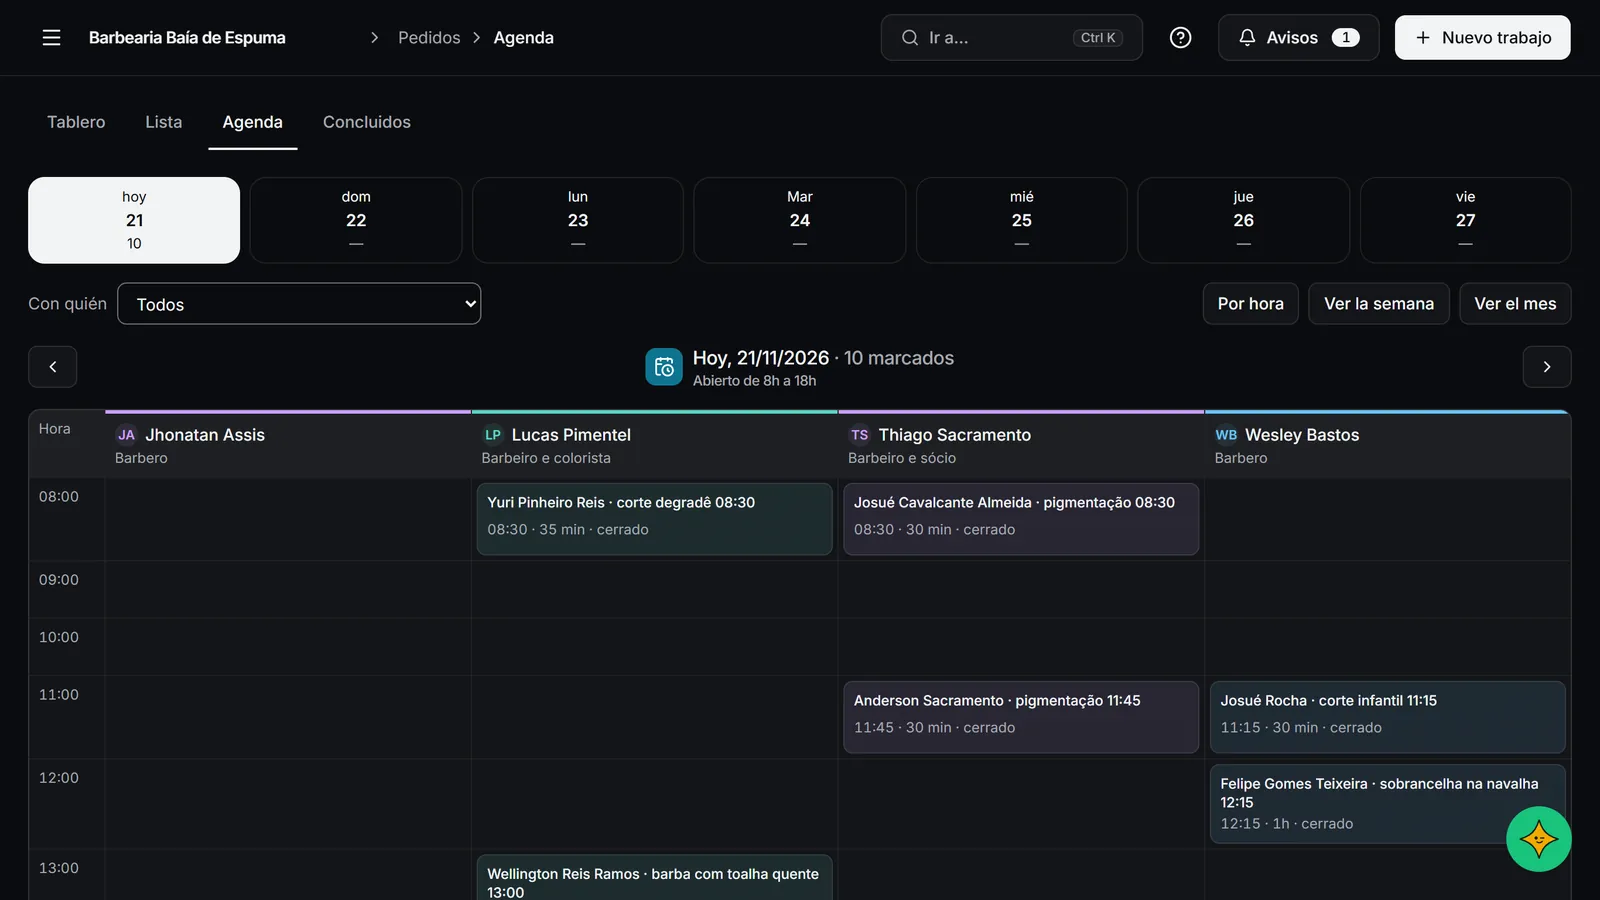 Barbearia Baía de Espuma
Pedidos
Agenda
Ir a...
Ctrl K
Avisos
1
Nuevo trabajo
Tablero
Lista
Agenda
Concluidos
hoy
21
10
dom
22
—
lun
23
—
Mar
24
—
mié
25
—
jue
26
—
vie
27
—
Con quién
Todos
Por hora
Ver la semana
Ver el mes
Hoy, 21/11/2026 · 10 marcados
Abierto de 8h a 18h
Hora
JA Jhonatan Assis
Barbero
LP Lucas Pimentel
Barbeiro e colorista
TS Thiago Sacramento
Barbeiro e sócio
WB Wesley Bastos
Barbero
08:00
Yuri Pinheiro Reis · corte degradê 08:30
08:30 · 35 min · cerrado
Josué Cavalcante Almeida · pigmentação 08:30
08:30 · 30 min · cerrado
09:00
10:00
11:00
Anderson Sacramento · pigmentação 11:45
11:45 · 30 min · cerrado
Josué Rocha · corte infantil 11:15
11:15 · 30 min · cerrado
12:00
Felipe Gomes Teixeira · sobrancelha na navalha
12:15
12:15 · 1h · cerrado
13:00
Wellington Reis Ramos · barba com toalha quente
13:00